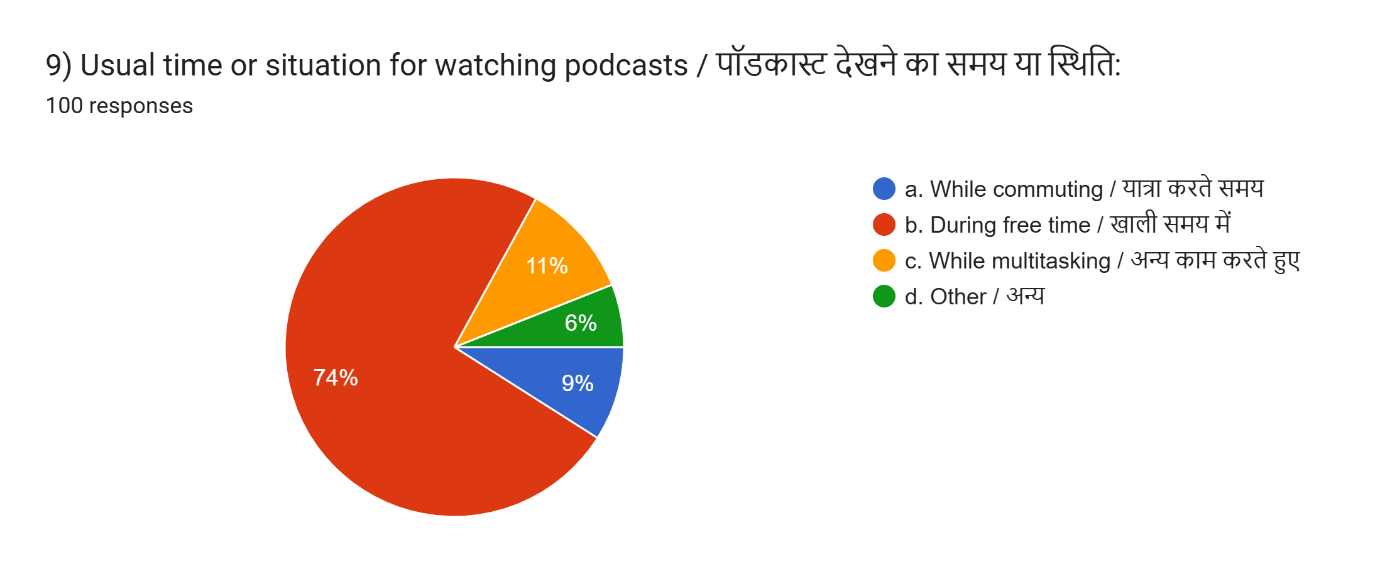 9) Usual time or situation for watching podcasts / पॉडकास्ट देखने का समय या स्थिति:
100 responses
a. While commuting / यात्रा करते समय
b. During free time / खाली समय में
c. While multitasking / अन्य काम करते हुए
d. Other / अन्य
11%
6%
74%
9%